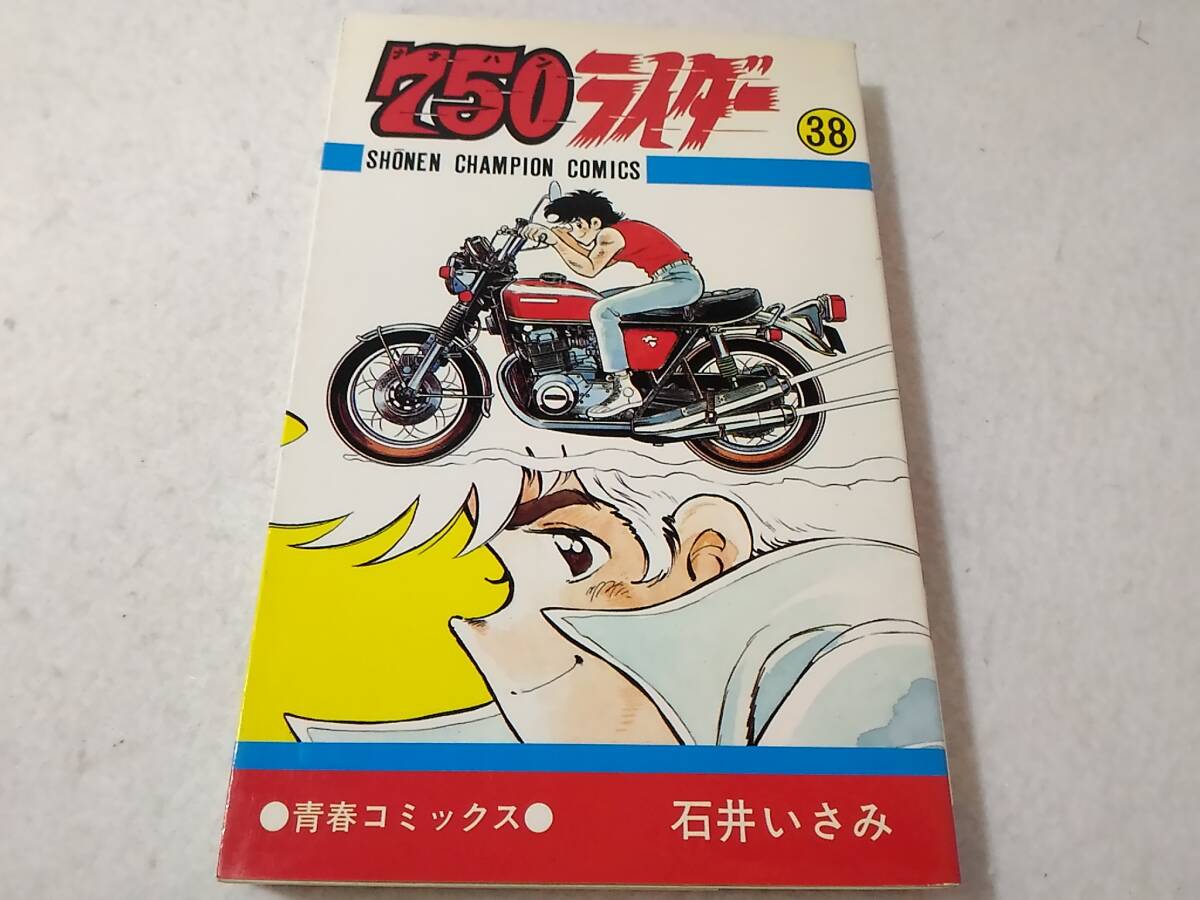 ナナハン
750ライダー
38
SHŌNEN CHAMPION COMICS
●青春コミックス●
石井いさみ